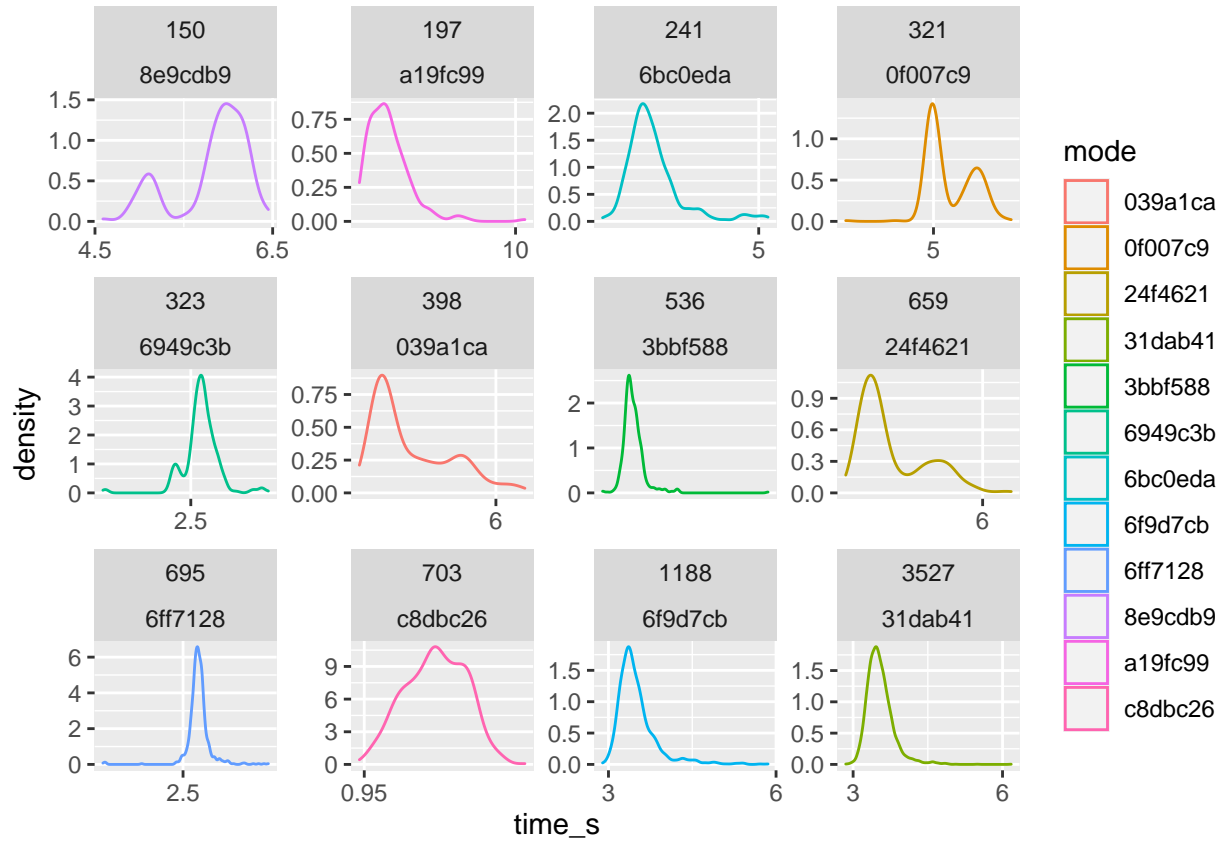 150
8e9cdb9
197
a19fc99
241
6bc0eda
321
0f007c9
1.5
1.0
0.5
0.0
4.5
6.5
0.75
0.50
0.25
0.00
10
2.0
1.5
1.0
0.5
0.0
5
1.0
0.5
0.0
5
323
6949c3b
398
039a1ca
536
3bbf588
659
24f4621
4
3
2
1
0
2.5
0.75
0.50
0.25
0.00
6
2
1
0
0.9
0.6
0.3
0.0
6
695
6ff7128
703
c8dbc26
1188
6f9d7cb
3527
31dab41
6
4
2
0
2.5
9
6
3
0
0.95
1.5
1.0
0.5
0.0
3
6
1.5
1.0
0.5
0.0
3
6
density
time_s
mode
039a1ca
0f007c9
24f4621
31dab41
3bbf588
6949c3b
6bc0eda
6f9d7cb
6ff7128
8e9cdb9
a19fc99
c8dbc26